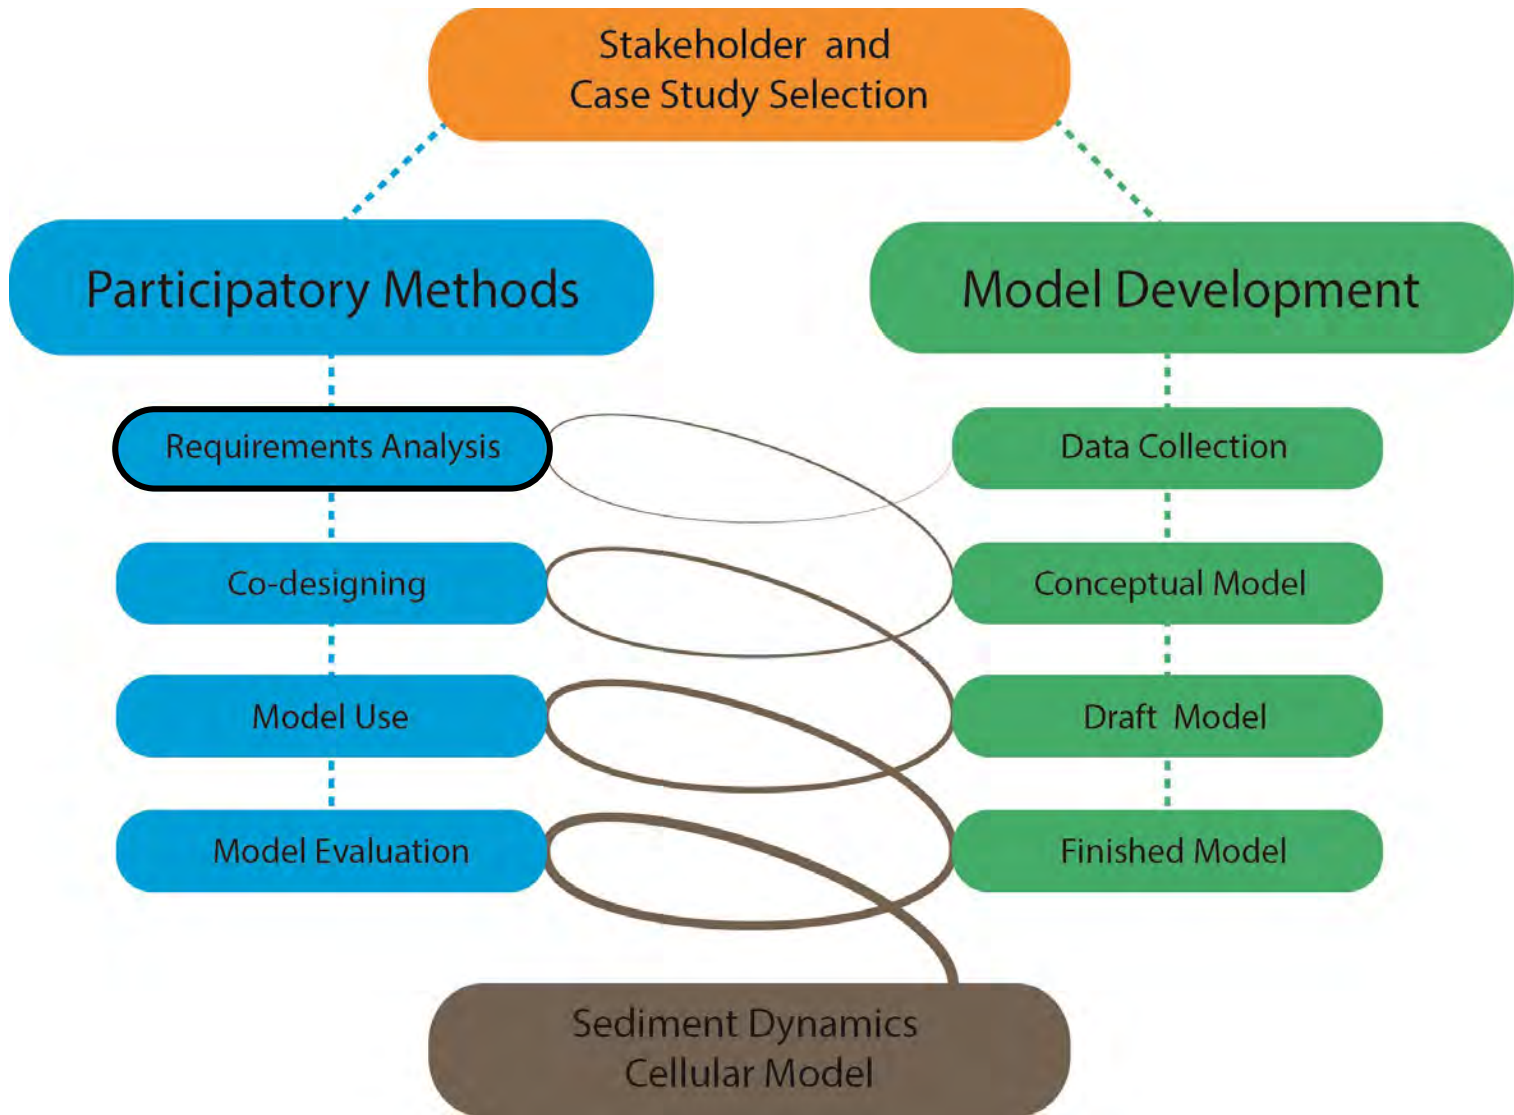 Stakeholder and
Case Study Selection
Participatory Methods
Model Development
Requirements Analysis
Data Collection
Co-designing
Conceptual Model
Model Use
Draft Model
Model Evaluation
Finished Model
Sediment Dynamics
Cellular Model